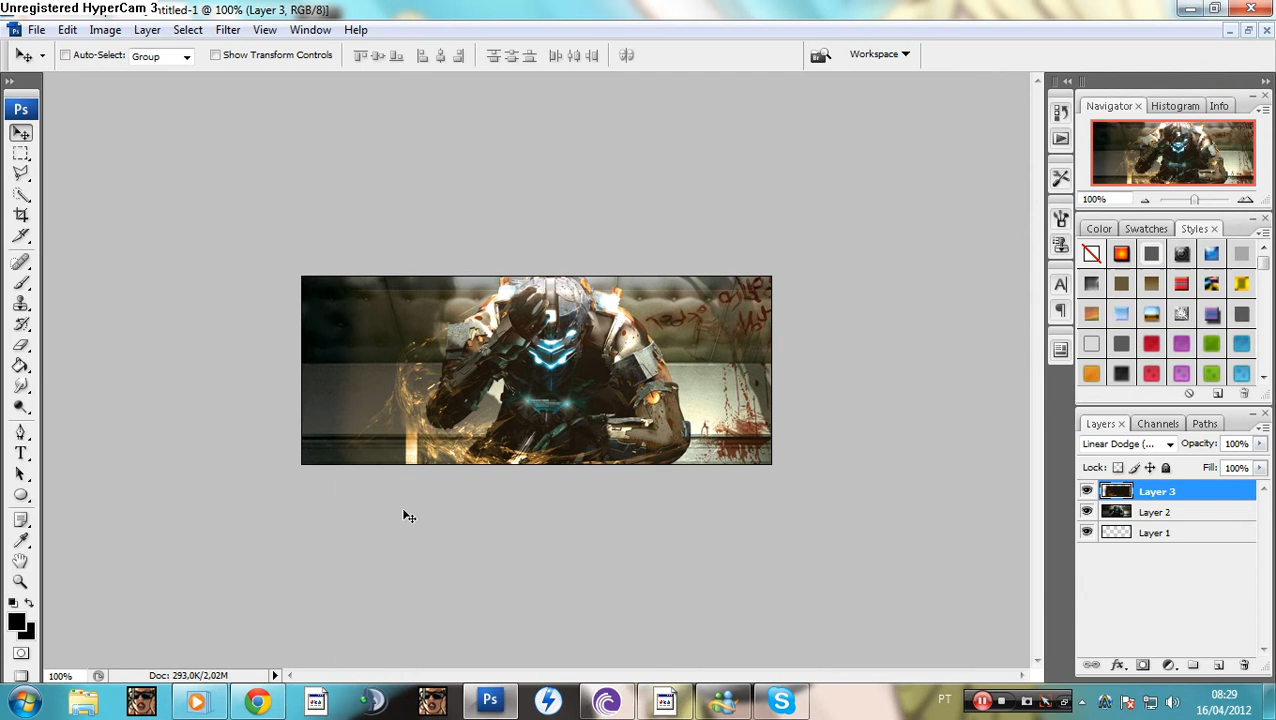 Unregistered HyperCam 3
ntitled-1 @ 100% (Layer 3, RGB/8)]
File Edit Image Layer Select Filter View Window Help
Auto-Select: Group Show Transform Controls Workspace
Ps
Navigator Histogram Info
100%
Color Swatches Styles
Layers Channels Paths
Linear Dodge (... Opacity: 100%
Lock: Fill: 100%
Layer 3
Layer 2
Layer 1
100% Doc: 293,0K/2,02M
Ps PT 08:29
16/04/2012